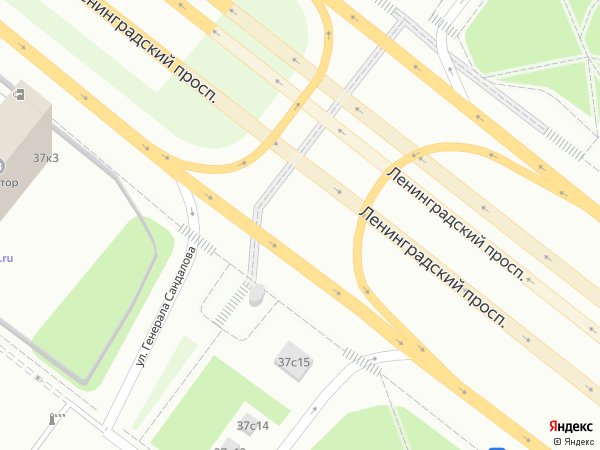 Ленинградский просп.
37к3
тор
.ru
Ленинградский просп.
Ленинградский просп.
ул. Генерала Сандалова
37с15
37с14
Яндекс
© Яндекс